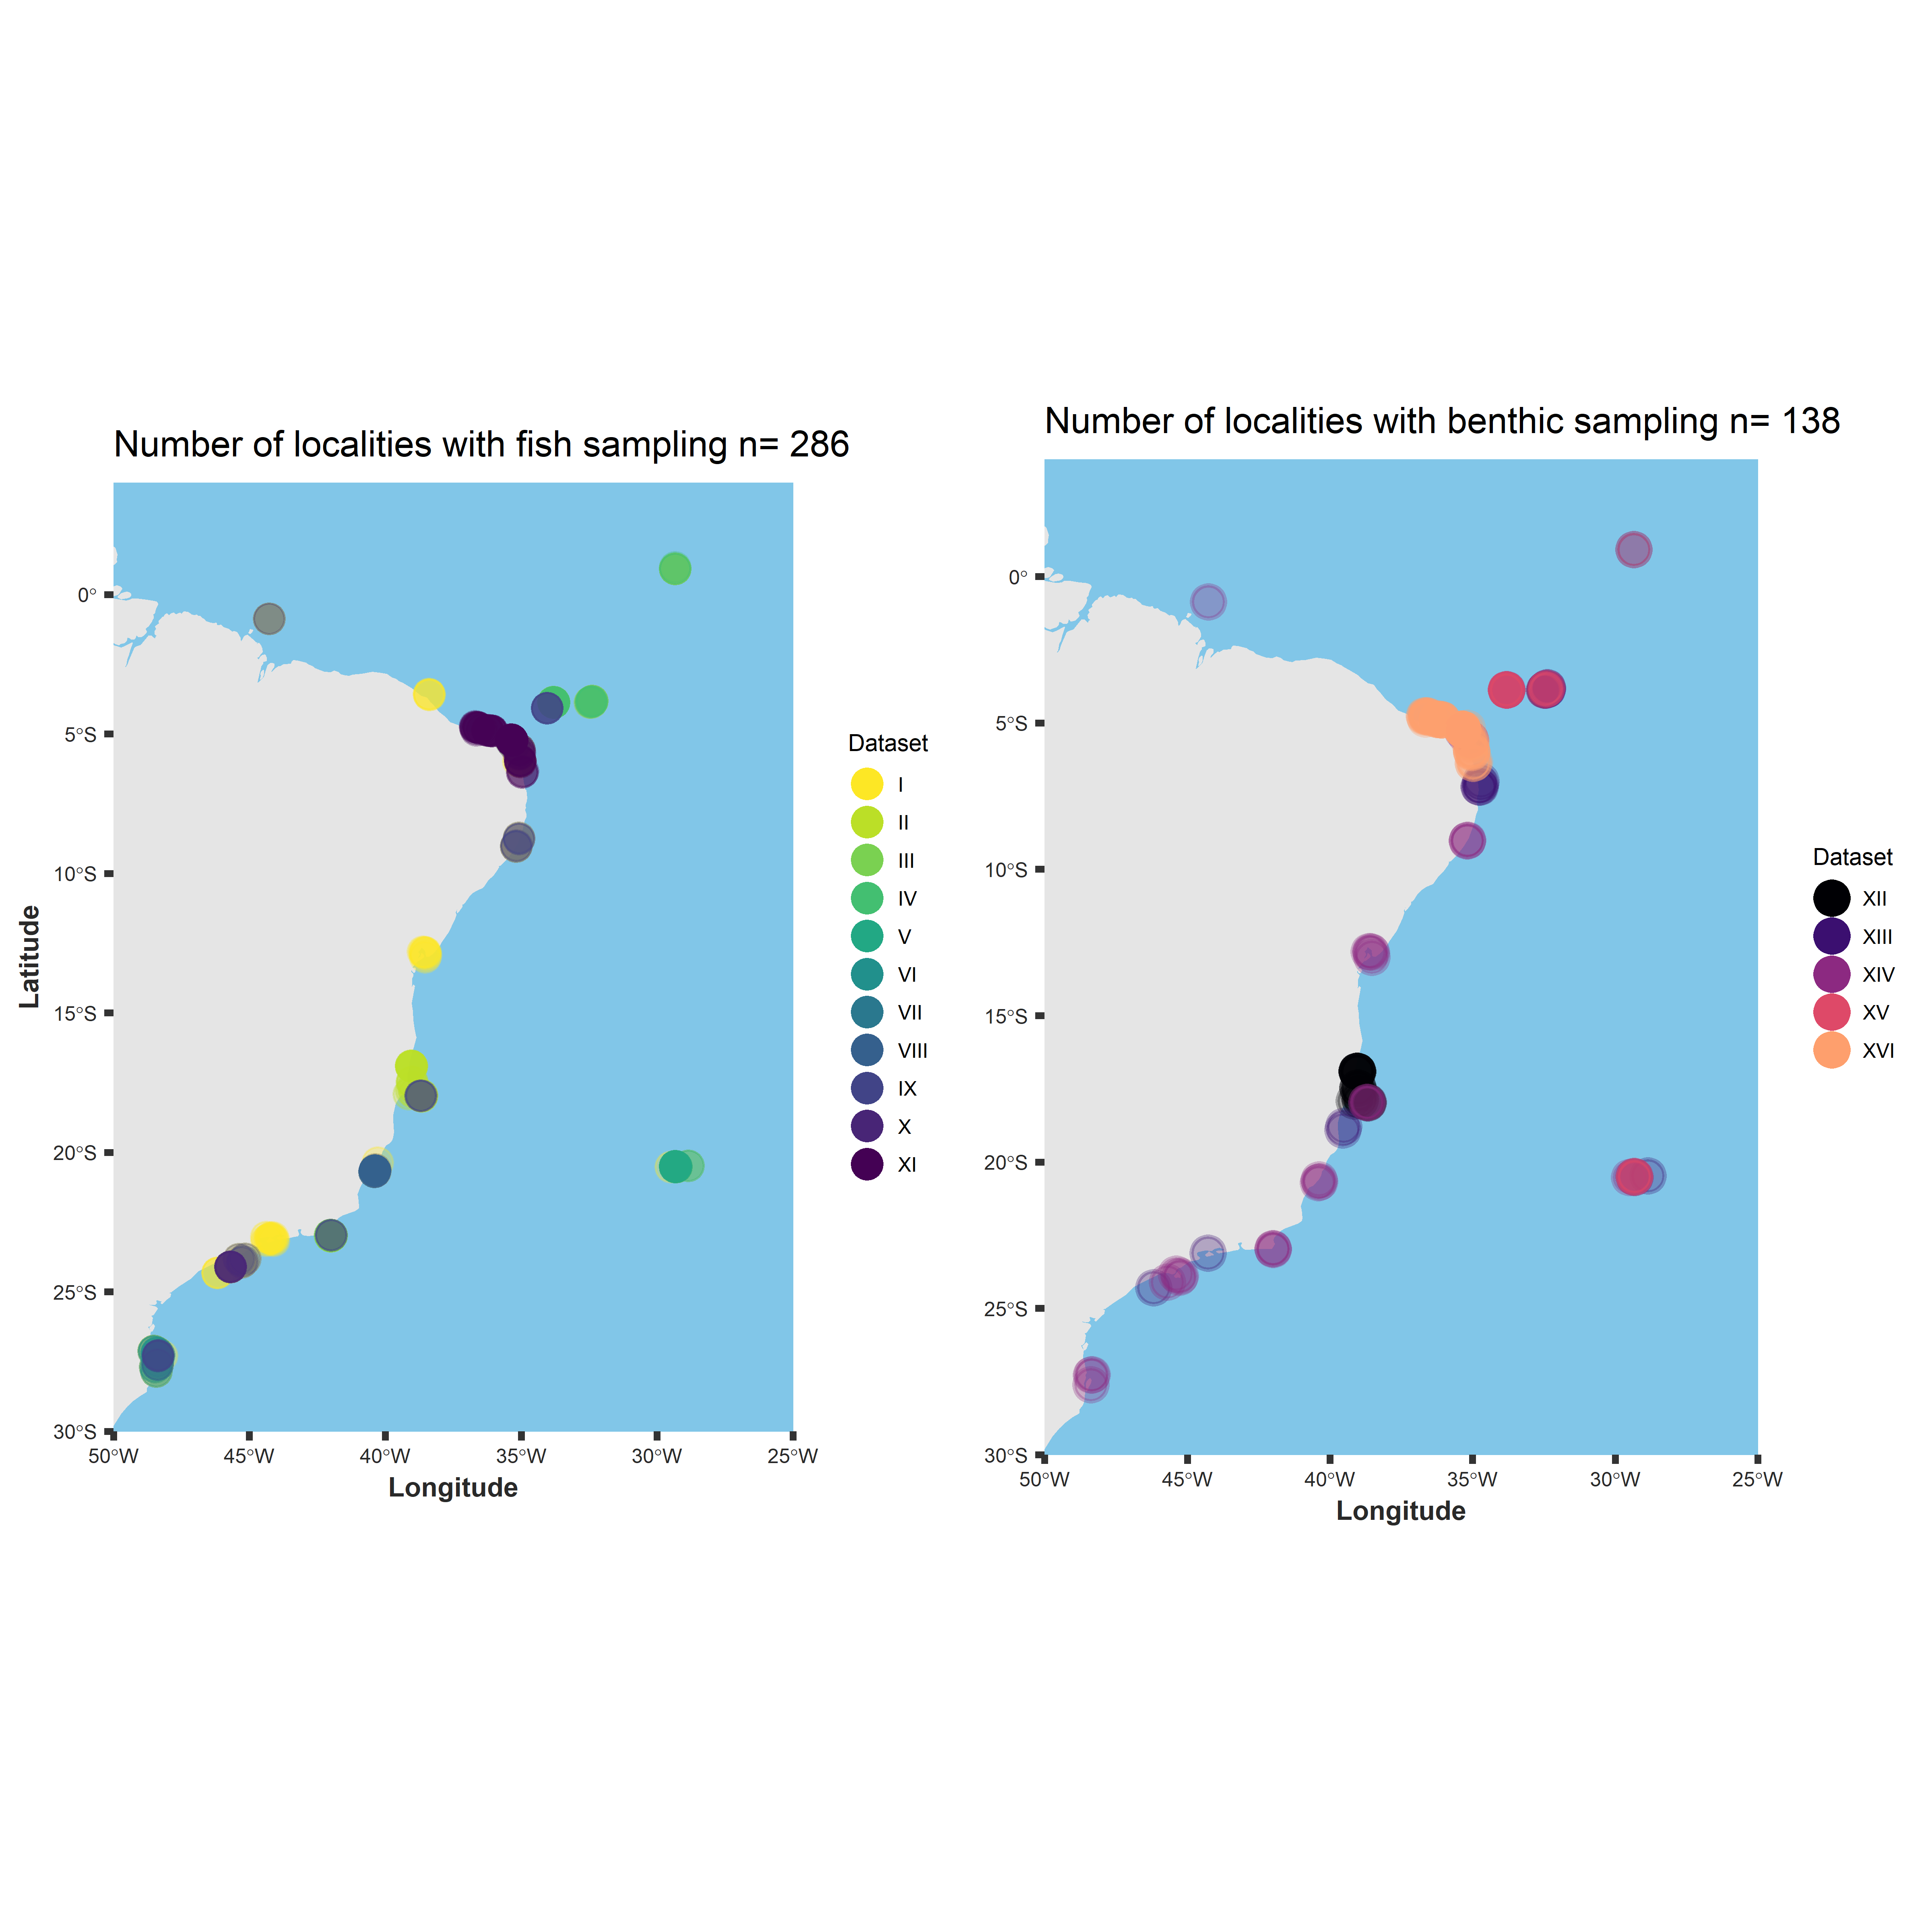 Number of localities with fish sampling n= 286
Latitude
0°
5°S
10°S
15°S
20°S
25°S
30°S
50°W 45°W 40°W 35°W 30°W 25°W
Longitude
Dataset
I
II
III
IV
V
VI
VII
VIII
IX
X
XI
Number of localities with benthic sampling n= 138
0°
5°S
10°S
15°S
20°S
25°S
30°S
50°W 45°W 40°W 35°W 30°W 25°W
Longitude
Dataset
XII
XIII
XIV
XV
XVI